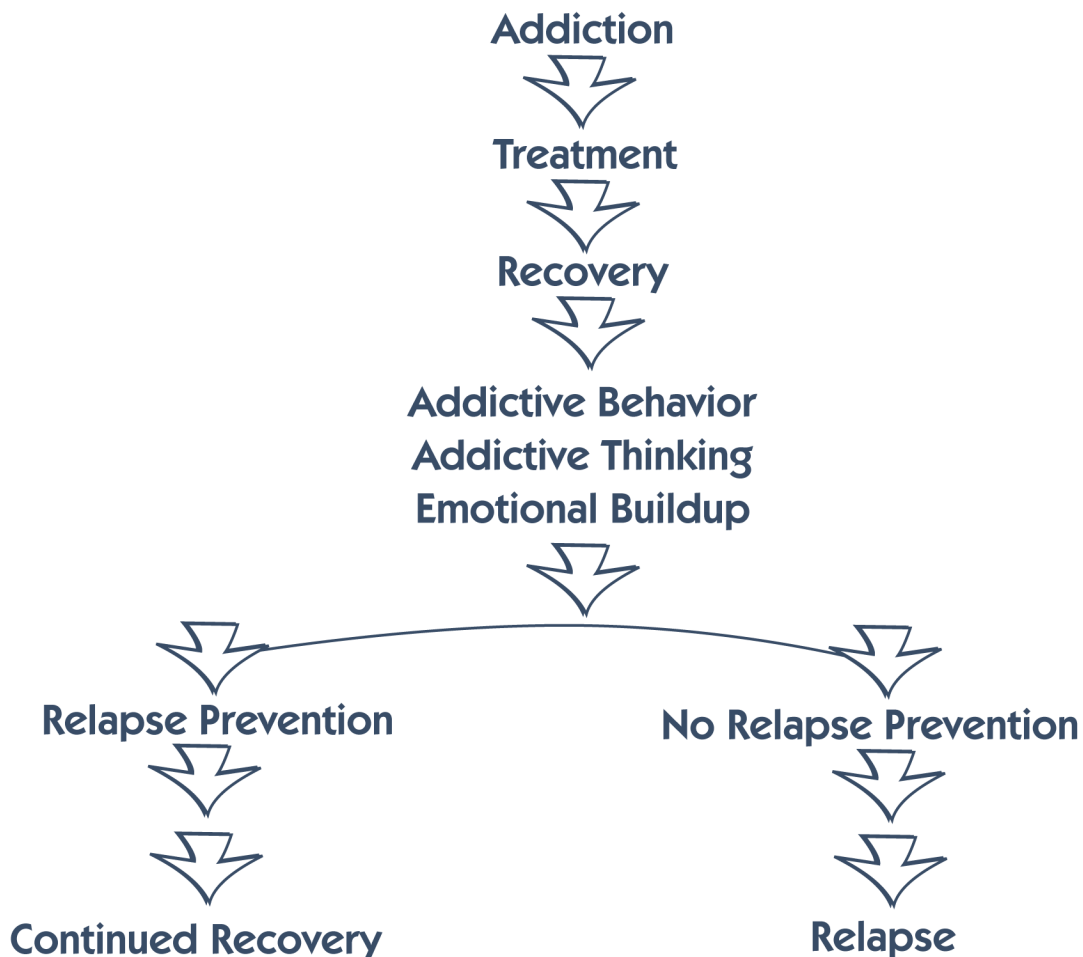 Addiction
Treatment
Recovery
Addictive Behavior
Addictive Thinking
Emotional Buildup
Relapse Prevention
No Relapse Prevention
Continued Recovery
Relapse